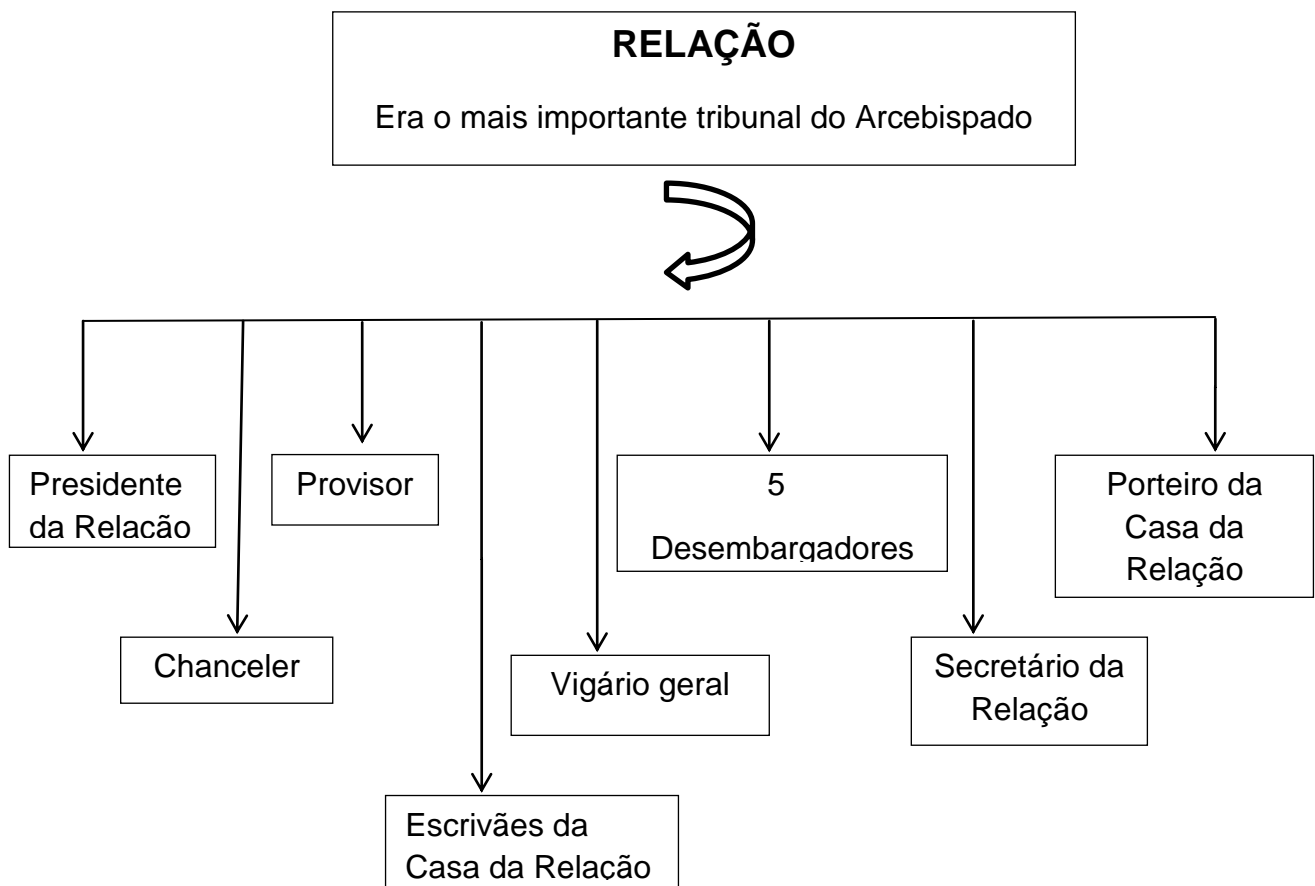 RELAÇÃO
Era o mais importante tribunal do Arcebispado
Presidente
da Relação
Provisor
5
Desembargadores
Porteiro da
Casa da
Relação
Chanceler
Vigário geral
Secretário da
Relação
Escrivães da
Casa da Relação